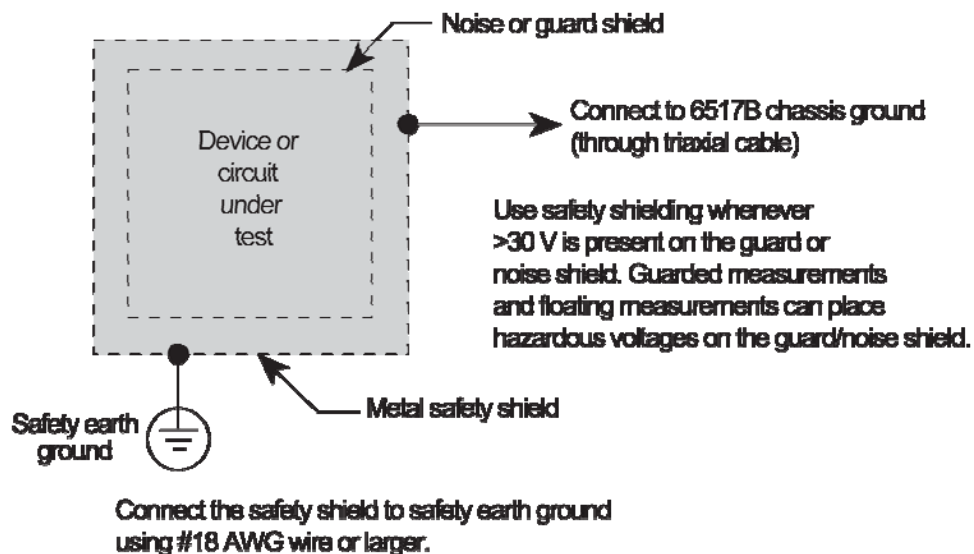 Noise or guard shield
Device or
circuit
under
test
Connect to 6517B chassis ground
(through triaxial cable)
Use safety shielding whenever
>30 V is present on the guard or
noise shield. Guarded measurements
and floating measurements can place
hazardous voltages on the guard/noise shield.
Metal safety shield
Safety earth
ground
Connect the safety shield to safety earth ground
using #18 AWG wire or larger.